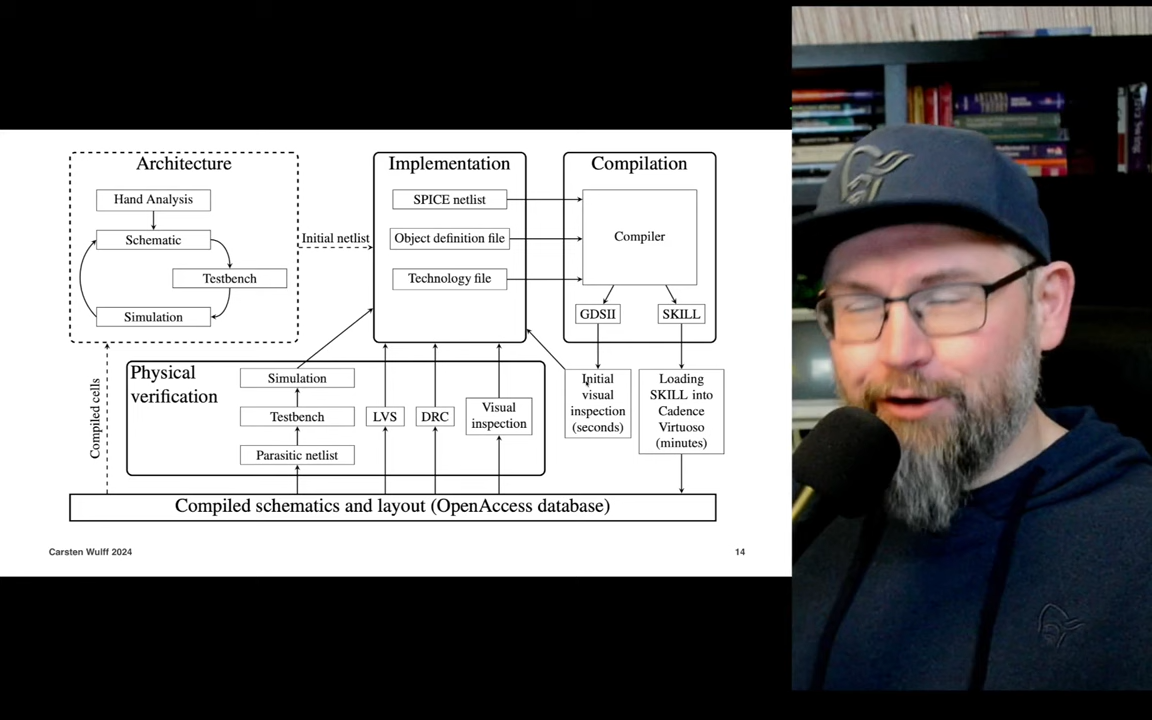 Architecture
Hand Analysis
Schematic
Testbench
Simulation
Initial netlist
Implementation
SPICE netlist
Object definition file
Technology file
Compilation
Compiler
GDSII
SKILL
Compiled cells
Physical
verification
Simulation
Testbench
Parasitic netlist
LVS
DRC
Visual
inspection
Initial
visual
inspection
(seconds)
Loading
SKILL into
Cadence
Virtuoso
(minutes)
Compiled schematics and layout (OpenAccess database)
Carsten Wulff 2024
14